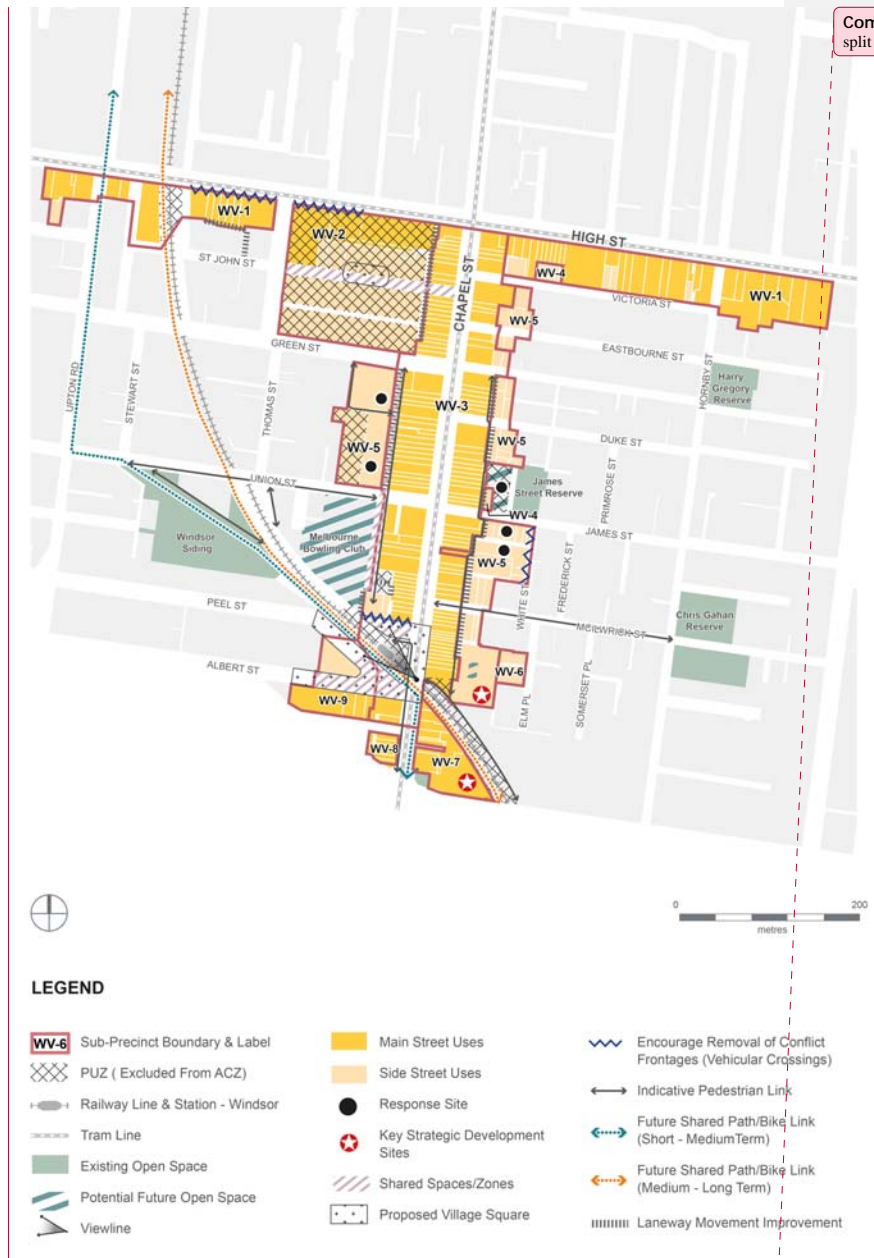 Com
split
WV-1
WV-2
HIGH ST
ST JOHN ST
CHAPEL ST
WV-4
VICTORIA ST
WV-1
WV-5
GREEN ST
EASTBOURNE ST
HORNBY ST
Harry
Gregory
Reserve
UPTON RD
STEWART ST
THOMAS ST
WV-3
WV-5
WV-5
DUKE ST
UNION ST
PRIMROSE ST
James
Street Reserve
WV-4
JAMES ST
Windsor
Siding
Melbourne
Bowling Club
WV-5
FREDERICK ST
WHITE ST
PEEL ST
Chris Gahan
Reserve
MCILWRICK ST
ALBERT ST
WV-6
SOMERSET PL
ELM PL
WV-9
WV-8
WV-7
0
200
metres
LEGEND
WV-6 Sub-Precinct Boundary & Label
PUZ ( Excluded From ACZ)
Railway Line & Station - Windsor
Tram Line
Existing Open Space
Potential Future Open Space
Viewline
Main Street Uses
Side Street Uses
Response Site
Key Strategic Development
Sites
Shared Spaces/Zones
Proposed Village Square
Encourage Removal of Conflict
Frontages (Vehicular Crossings)
Indicative Pedestrian Link
Future Shared Path/Bike Link
(Short - MediumTerm)
Future Shared Path/Bike Link
(Medium - Long Term)
Laneway Movement Improvement